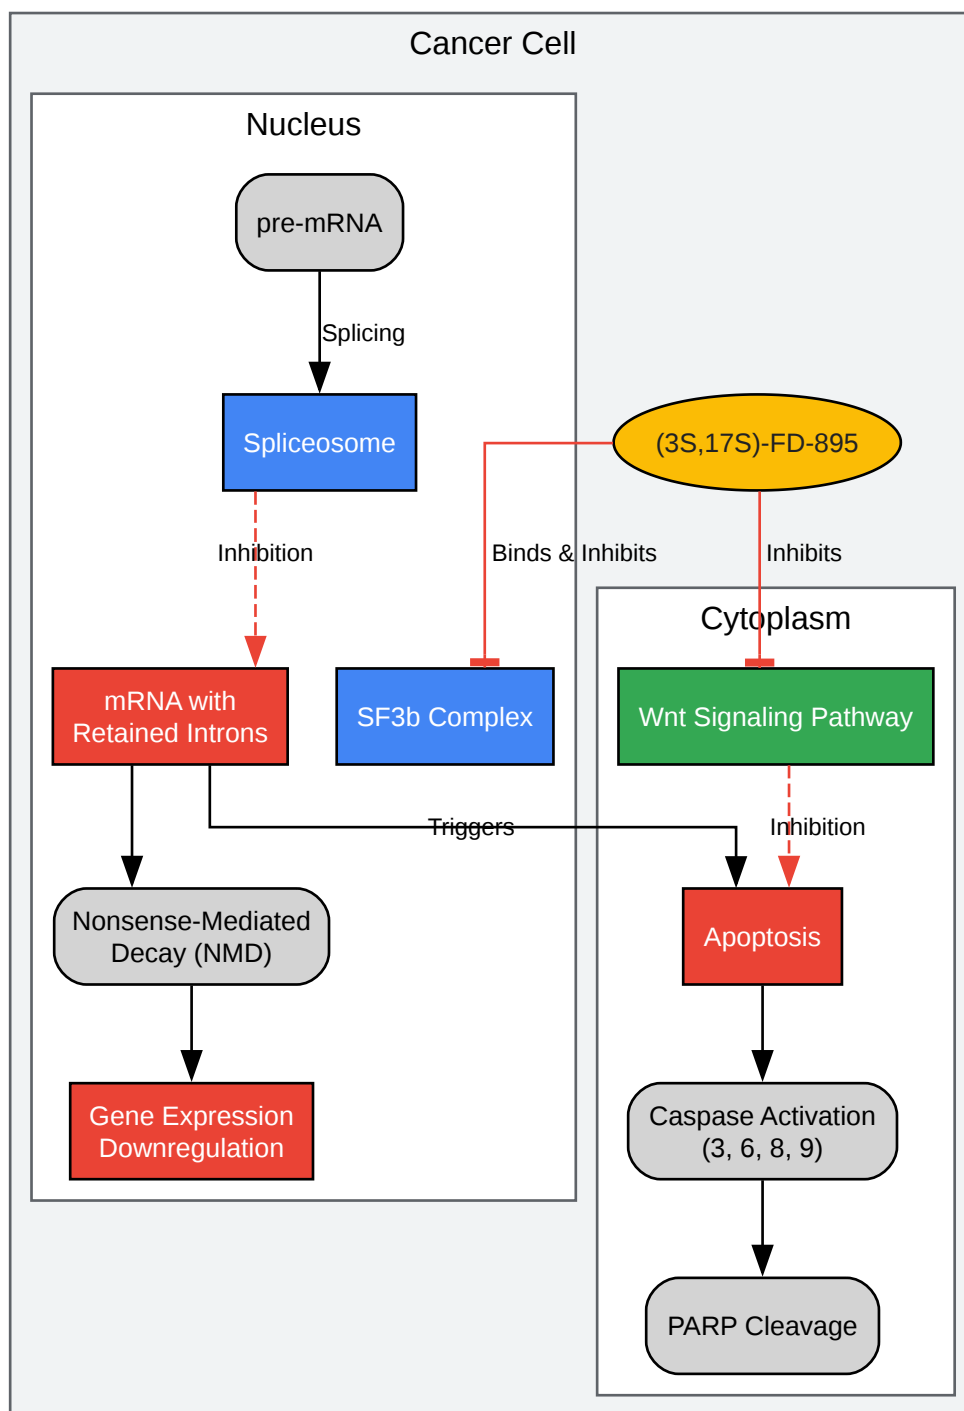 Cancer Cell
Nucleus
pre-mRNA
Splicing
Spliceosome
(3S,17S)-FD-895
Inhibition
Binds & Inhibits
Inhibits
Cytoplasm
mRNA with
Retained Introns
SF3b Complex
Wnt Signaling Pathway
Triggers
Inhibition
Nonsense-Mediated
Decay (NMD)
Apoptosis
Gene Expression
Downregulation
Caspase Activation
(3, 6, 8, 9)
PARP Cleavage